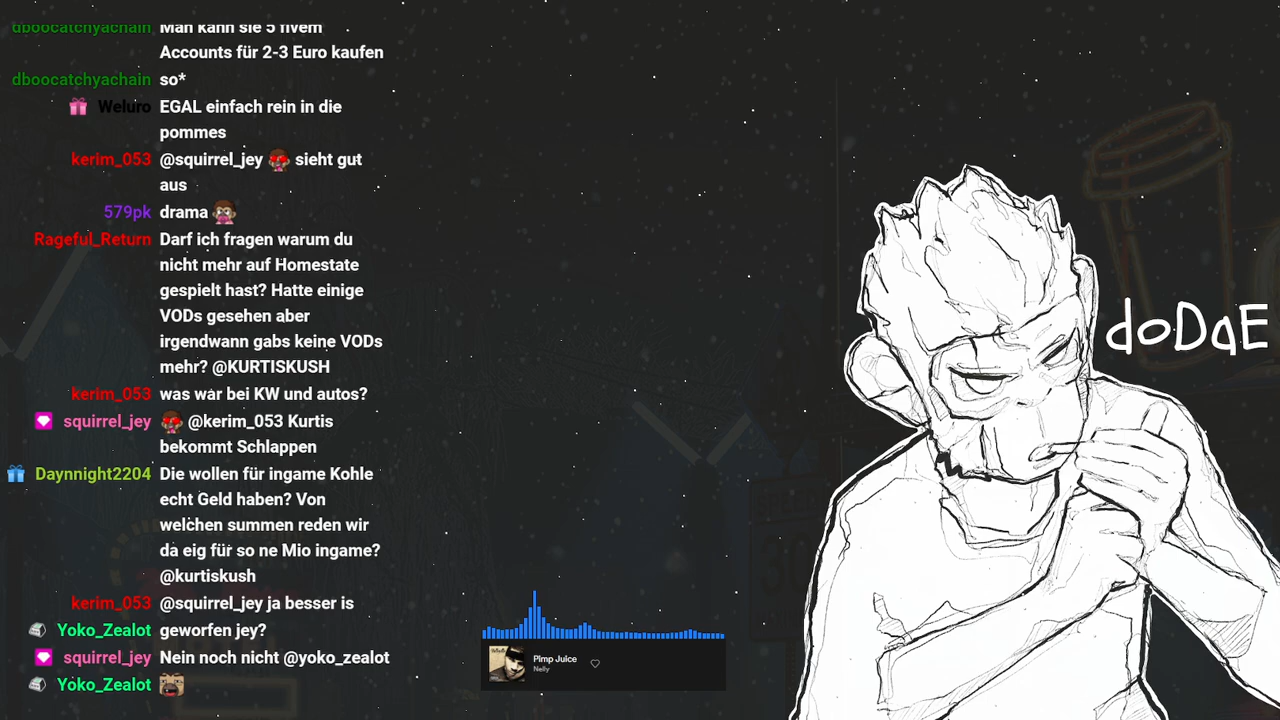 dboocatchyachain Man kann sie 5 fivem
Accounts für 2-3 Euro kaufen
dboocatchyachain so*
Weluro EGAL einfach rein in die
pommes
kerim_053 @squirrel_jey sieht gut
aus
579pk drama
Rageful_Return Darf ich fragen warum du
nicht mehr auf Homestate
gespielt hast? Hatte einige
VODs gesehen aber
irgendwann gabs keine VODs
mehr? @KURTISKUSH
kerim_053 was war bei KW und autos?
squirrel_jey @kerim_053 Kurtis
bekommt Schlappen
Daynnight2204 Die wollen für ingame Kohle
echt Geld haben? Von
welchen summen reden wir
da eig für so ne Mio ingame?
@kurtiskush
kerim_053 @squirrel_jey ja besser is
Yoko_Zealot geworfen jey?
squirrel_jey Nein noch nicht @yoko_zealot
Yoko_Zealot
doDaE
Pimp Juice
Nelly